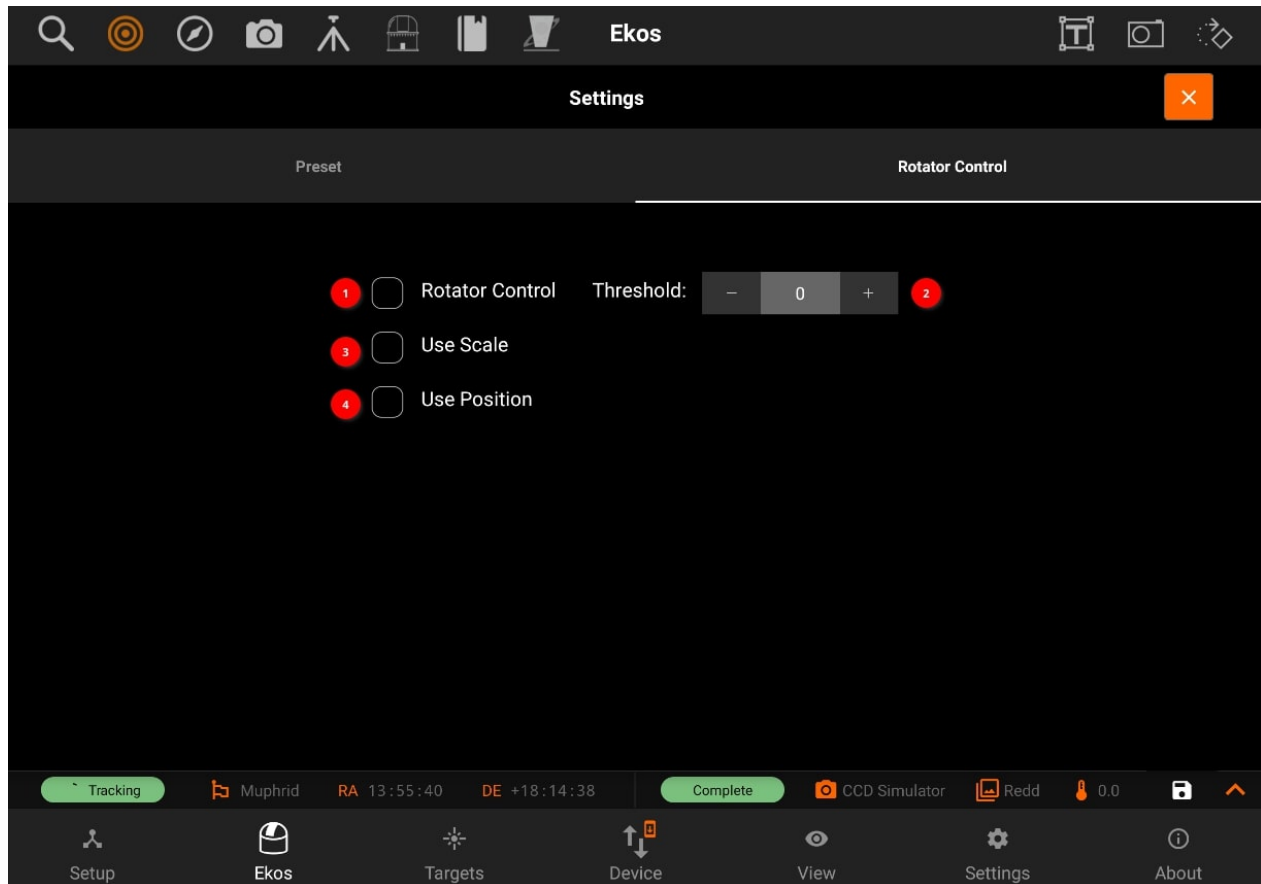 Ekos
Settings
Preset Rotator Control
1 Rotator Control Threshold: − 0 + 2
3 Use Scale
4 Use Position
Tracking Muphrid RA 13:55:40 DE +18:14:38 Complete CCD Simulator Redd 0.0
Setup Ekos Targets Device View Settings About